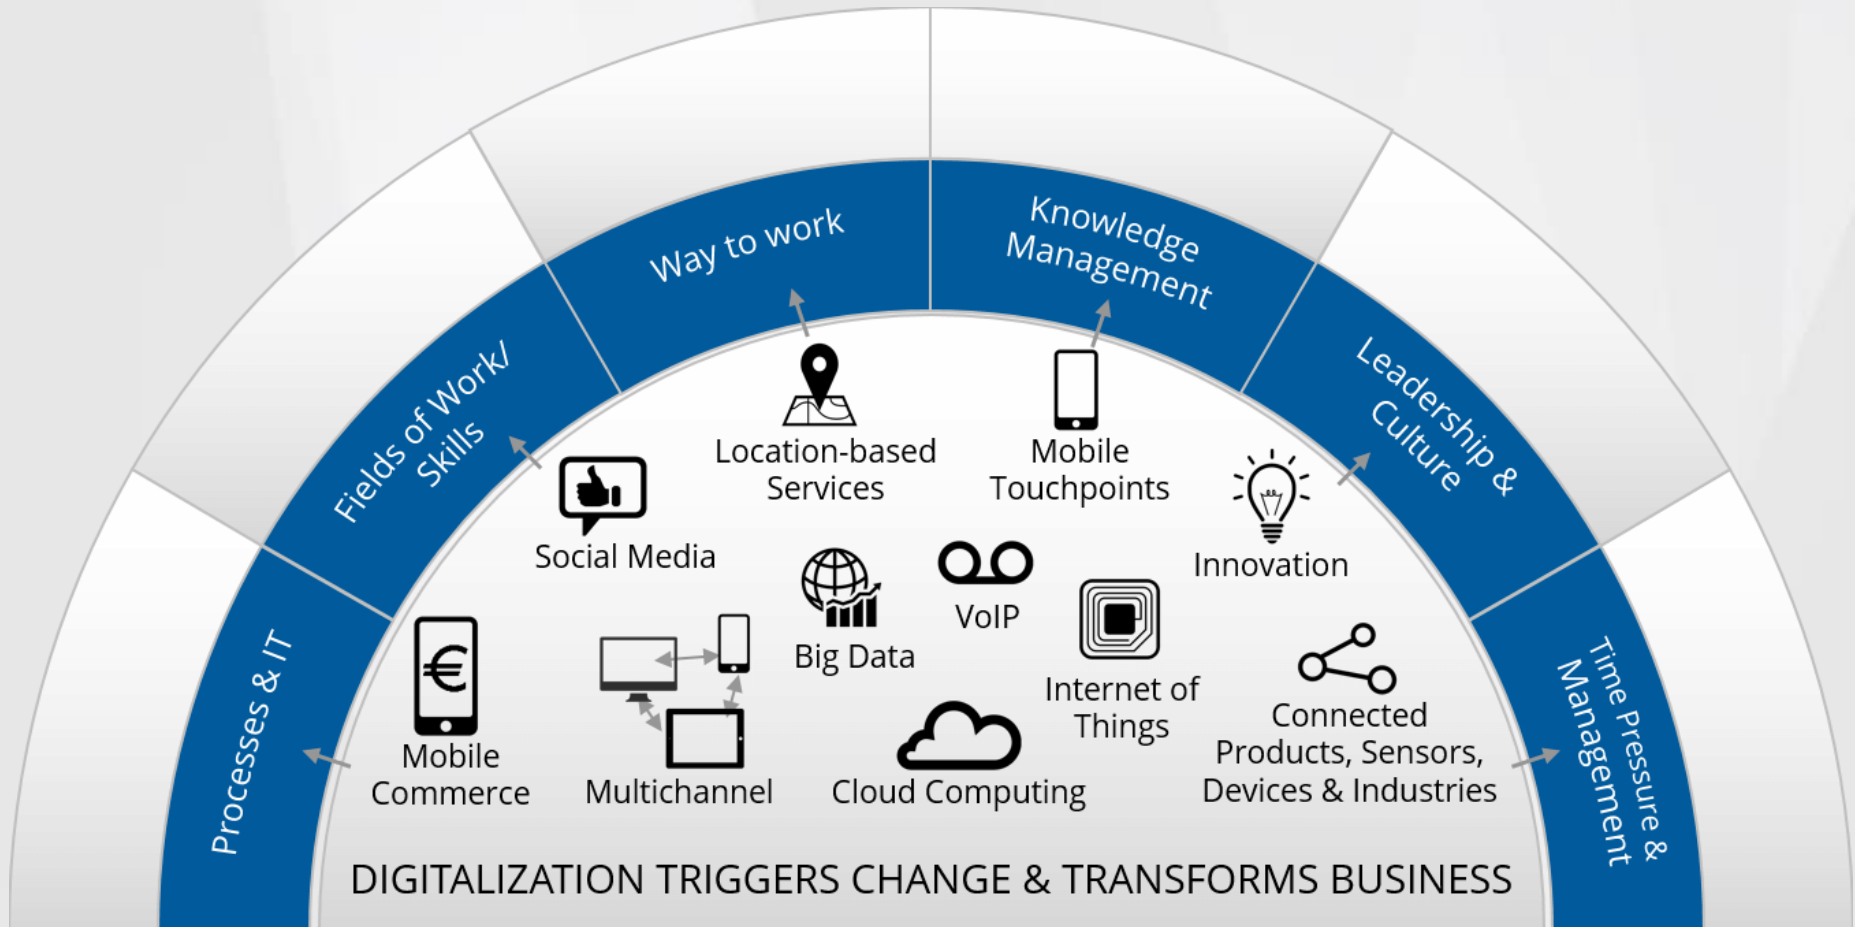 Processes & IT
Fields of Work/
Skills
Way to work
Knowledge
Management
Leadership &
Culture
Time Pressure &
Management
Location-based
Services
Mobile
Touchpoints
Social Media
Innovation
Big Data
VoIP
Internet of
Things
Mobile
Commerce
Multichannel
Cloud Computing
Connected
Products, Sensors,
Devices & Industries
DIGITALIZATION TRIGGERS CHANGE & TRANSFORMS BUSINESS